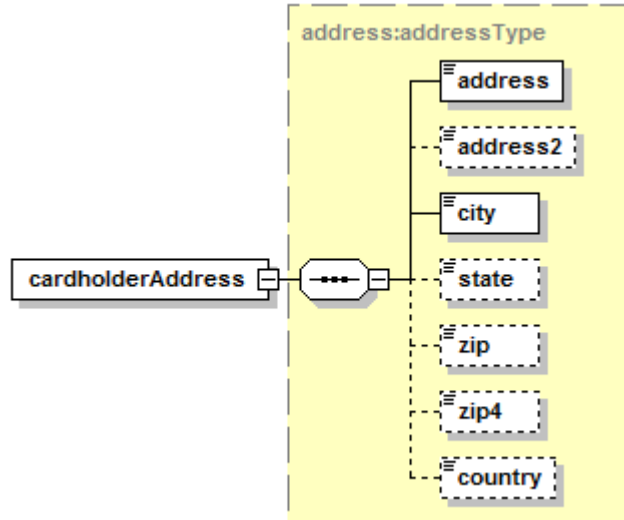 address:addressType
address
address2
city
cardholderAddress
state
zip
zip4
country